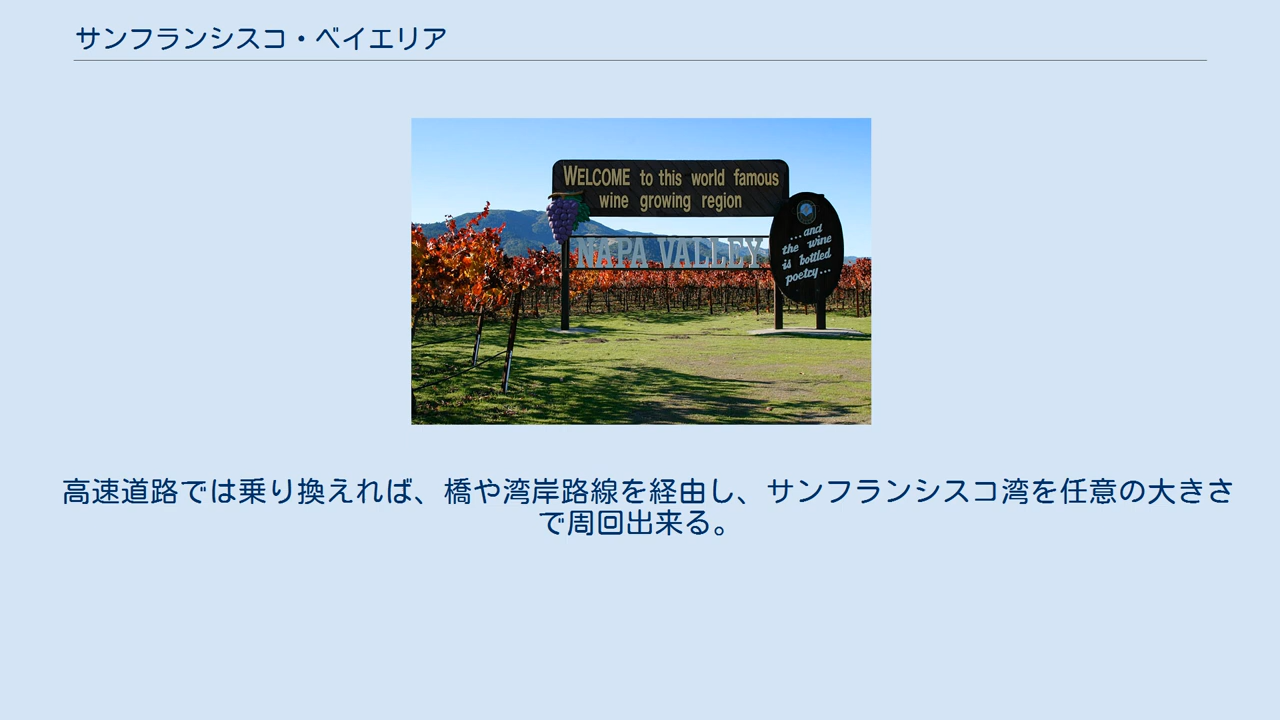 サンフランシスコ・ベイエリア
WELCOME to this world famous
wine growing region
NAPA VALLEY
...and
the wine
is bottled
poetry...
高速道路では乗り換えれば、橋や湾岸路線を経由し、サンフランシスコ湾を任意の大きさ
で周回出来る。